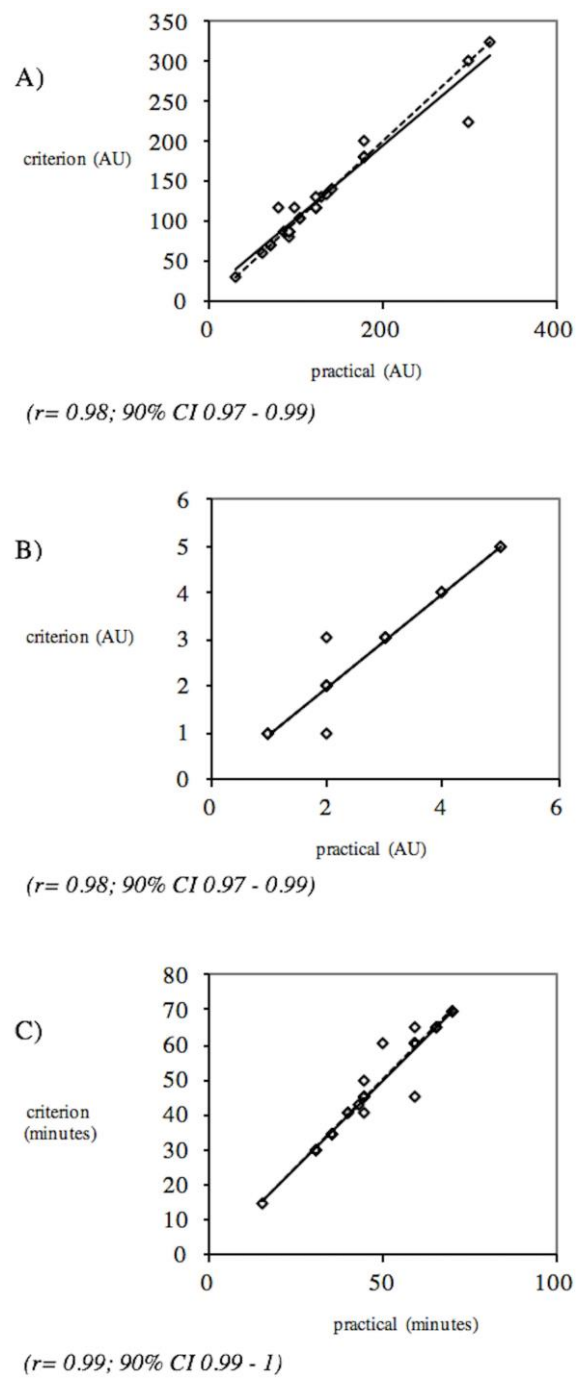 A)
criterion (AU)
350
300
250
200
150
100
50
0
0 200 400
practical (AU)
(r= 0.98; 90% CI 0.97 - 0.99)
B)
criterion (AU)
6
5
4
3
2
1
0
0 2 4 6
practical (AU)
(r= 0.98; 90% CI 0.97 - 0.99)
C)
criterion
(minutes)
80
70
60
50
40
30
20
10
0
0 50 100
practical (minutes)
(r= 0.99; 90% CI 0.99 - 1)